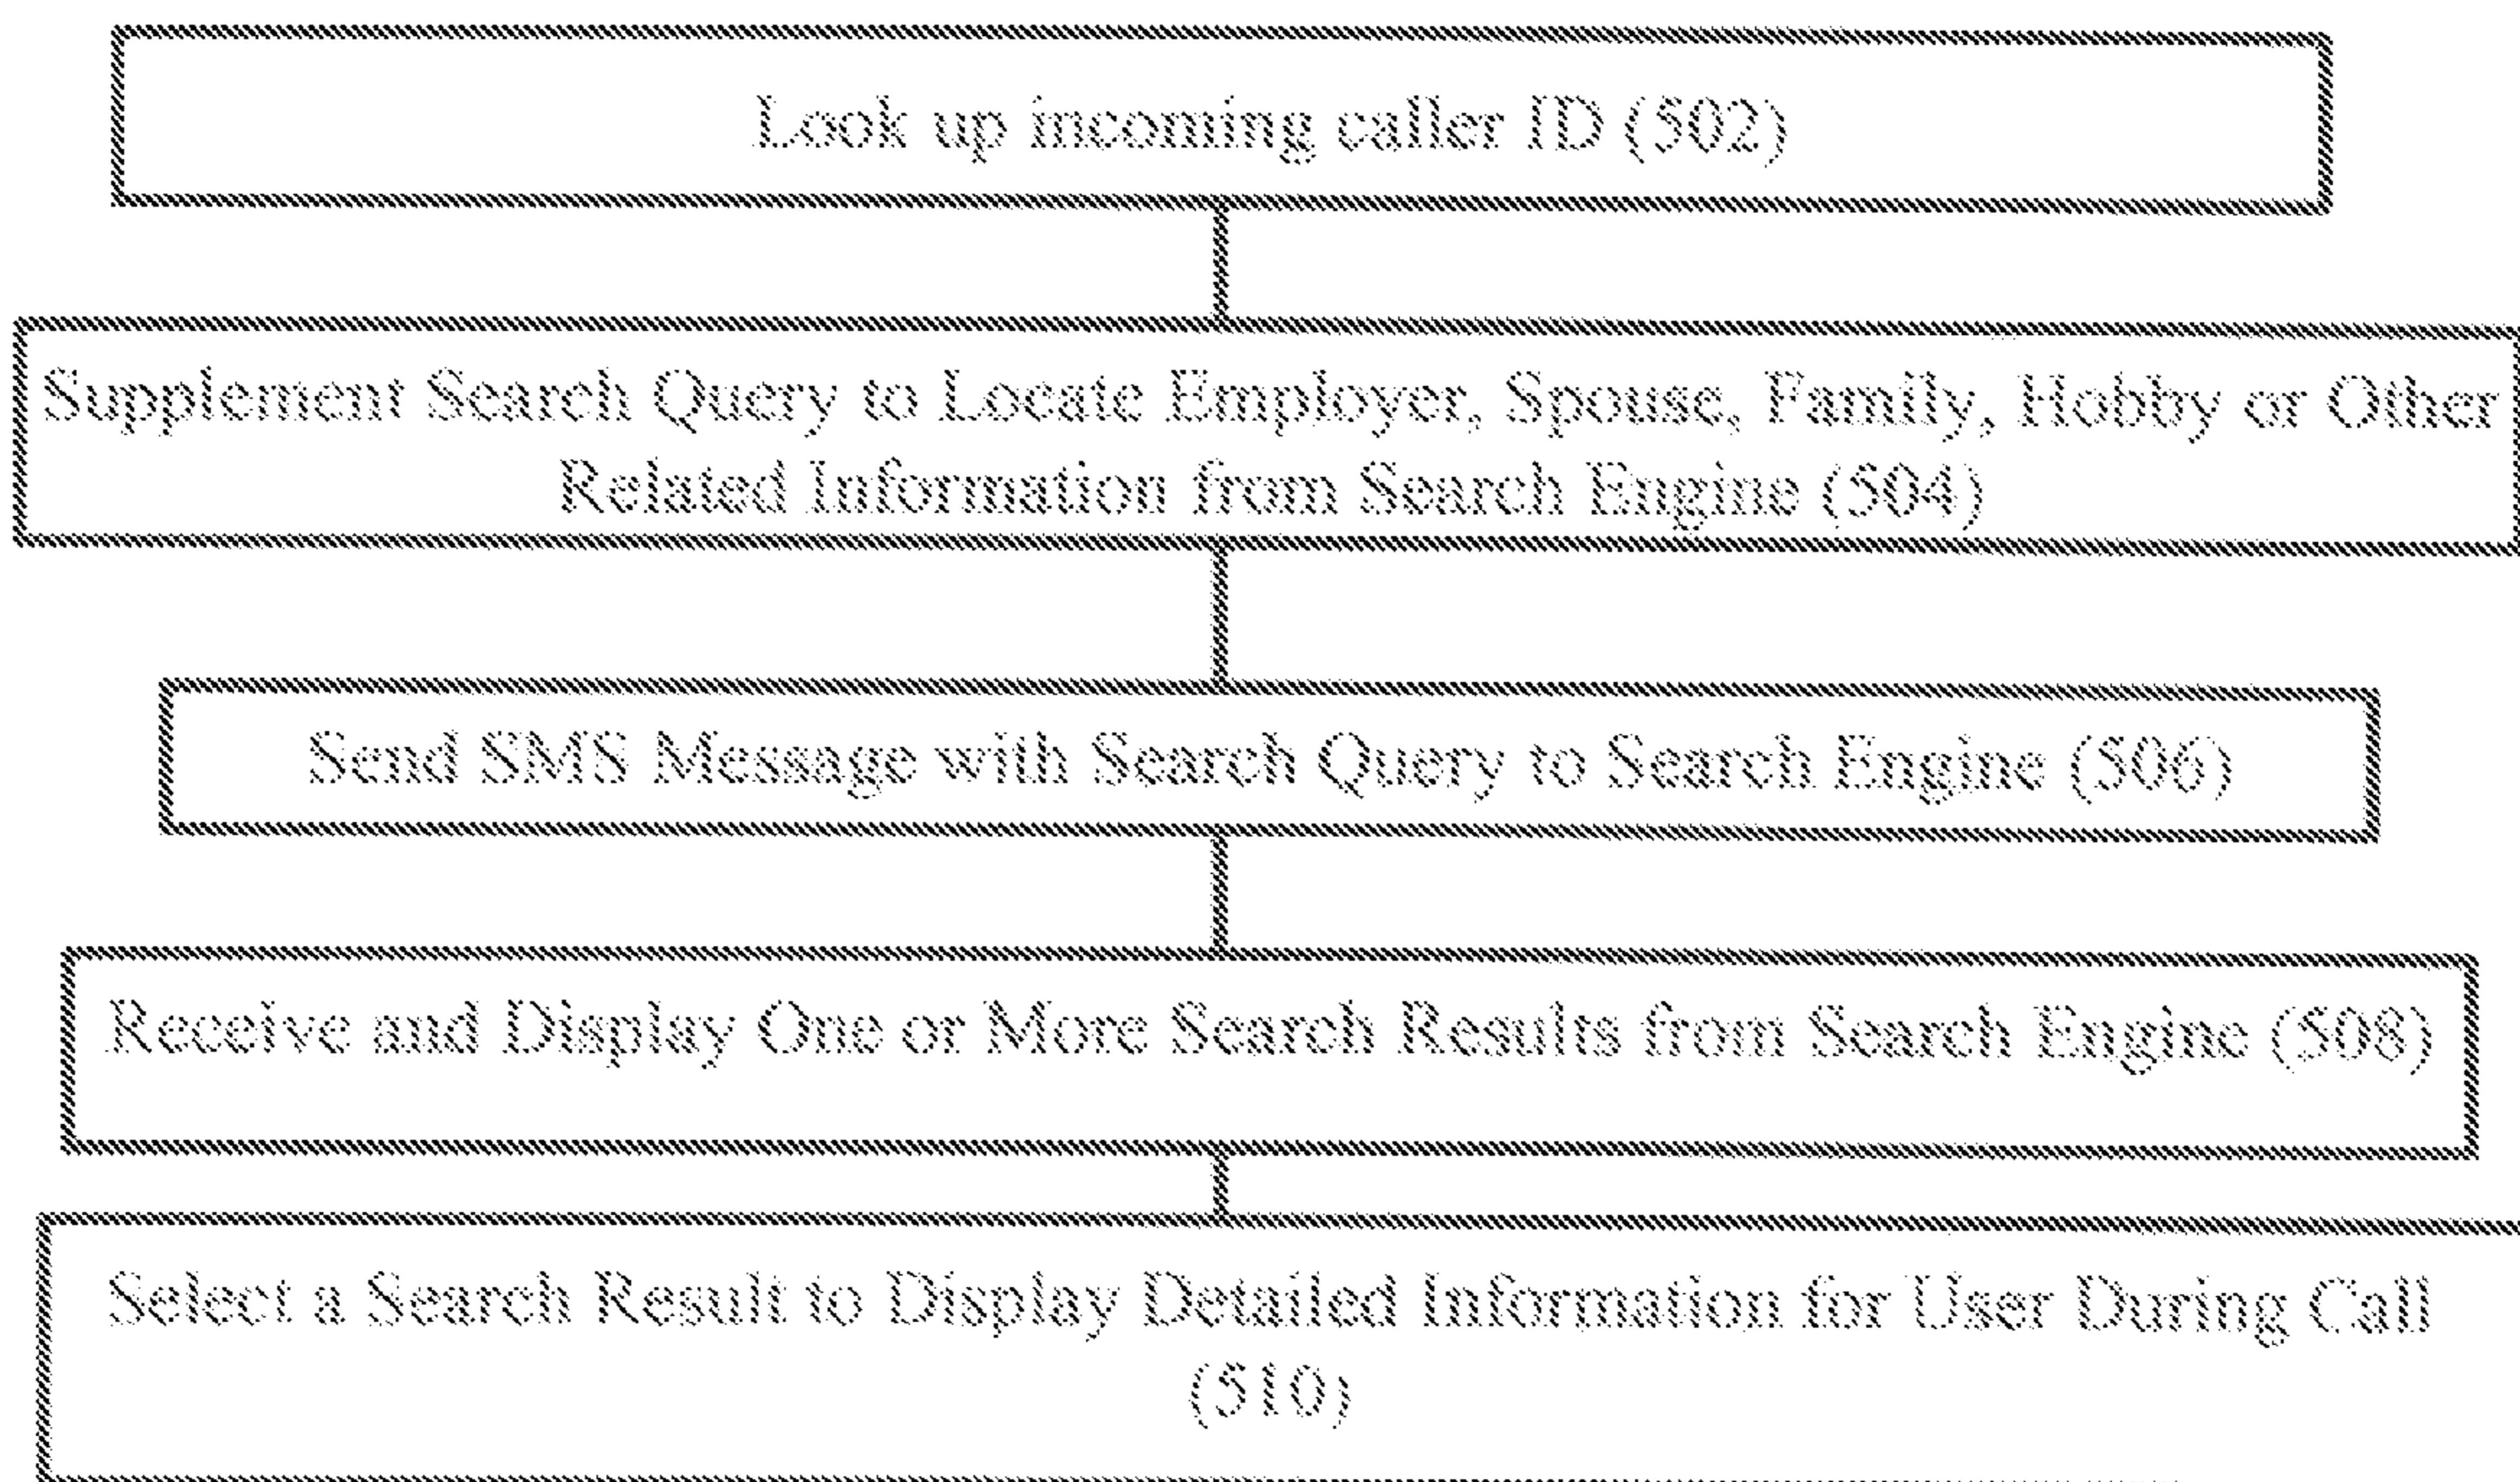 Look up incoming caller ID (502)
Supplement Search Query to Locate Employer, Spouse, Family, Hobby or Other
Related Information from Search Engine (504)
Send SMS Message with Search Query to Search Engine (506)
Receive and Display One or More Search Results from Search Engine (508)
Select a Search Result to Display Detailed Information for User During Call
(510)